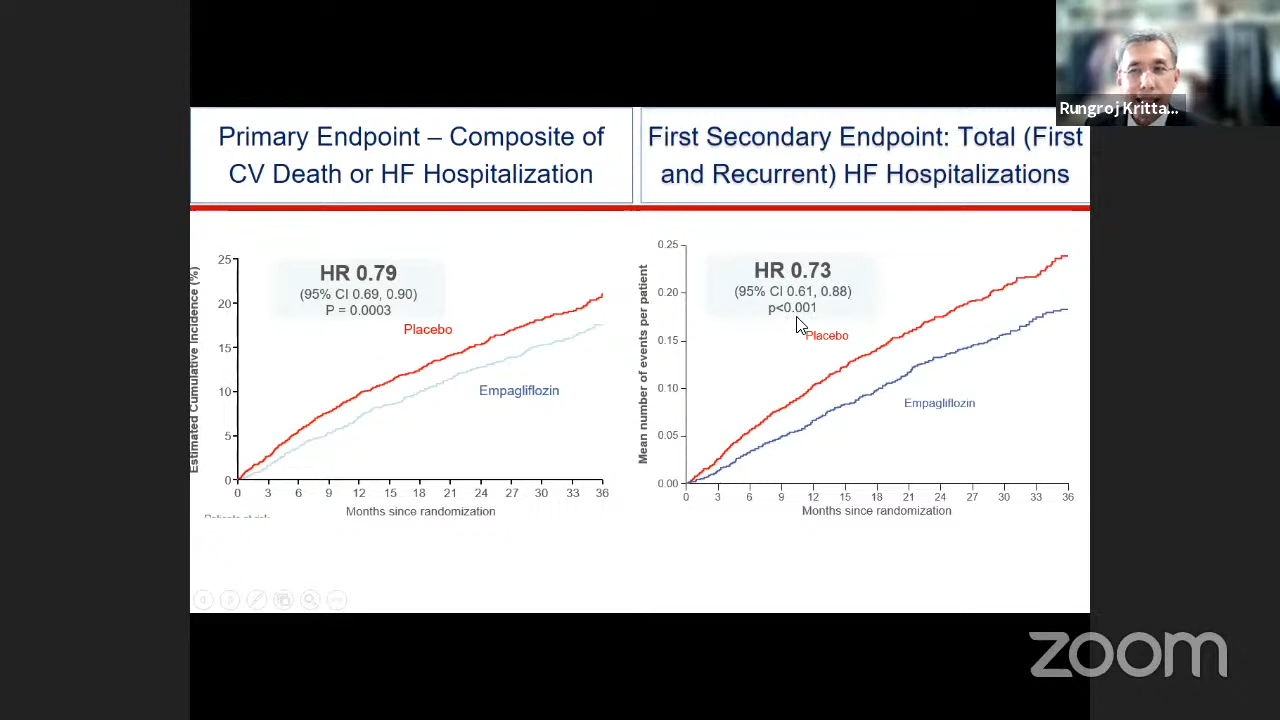 Rungroj Kritta...
Primary Endpoint – Composite of
CV Death or HF Hospitalization
First Secondary Endpoint: Total (First
and Recurrent) HF Hospitalizations
Estimated Cumulative Incidence (%)
25
20
15
10
5
0
HR 0.79
(95% CI 0.69, 0.90)
P = 0.0003
Placebo
Empagliflozin
0 3 6 9 12 15 18 21 24 27 30 33 36
Months since randomization
Patients at risk
Mean number of events per patient
0.25
0.20
0.15
0.10
0.05
0.00
HR 0.73
(95% CI 0.61, 0.88)
p<0.001
Placebo
Empagliflozin
0 3 6 9 12 15 18 21 24 27 30 33 36
Months since randomization
zoom